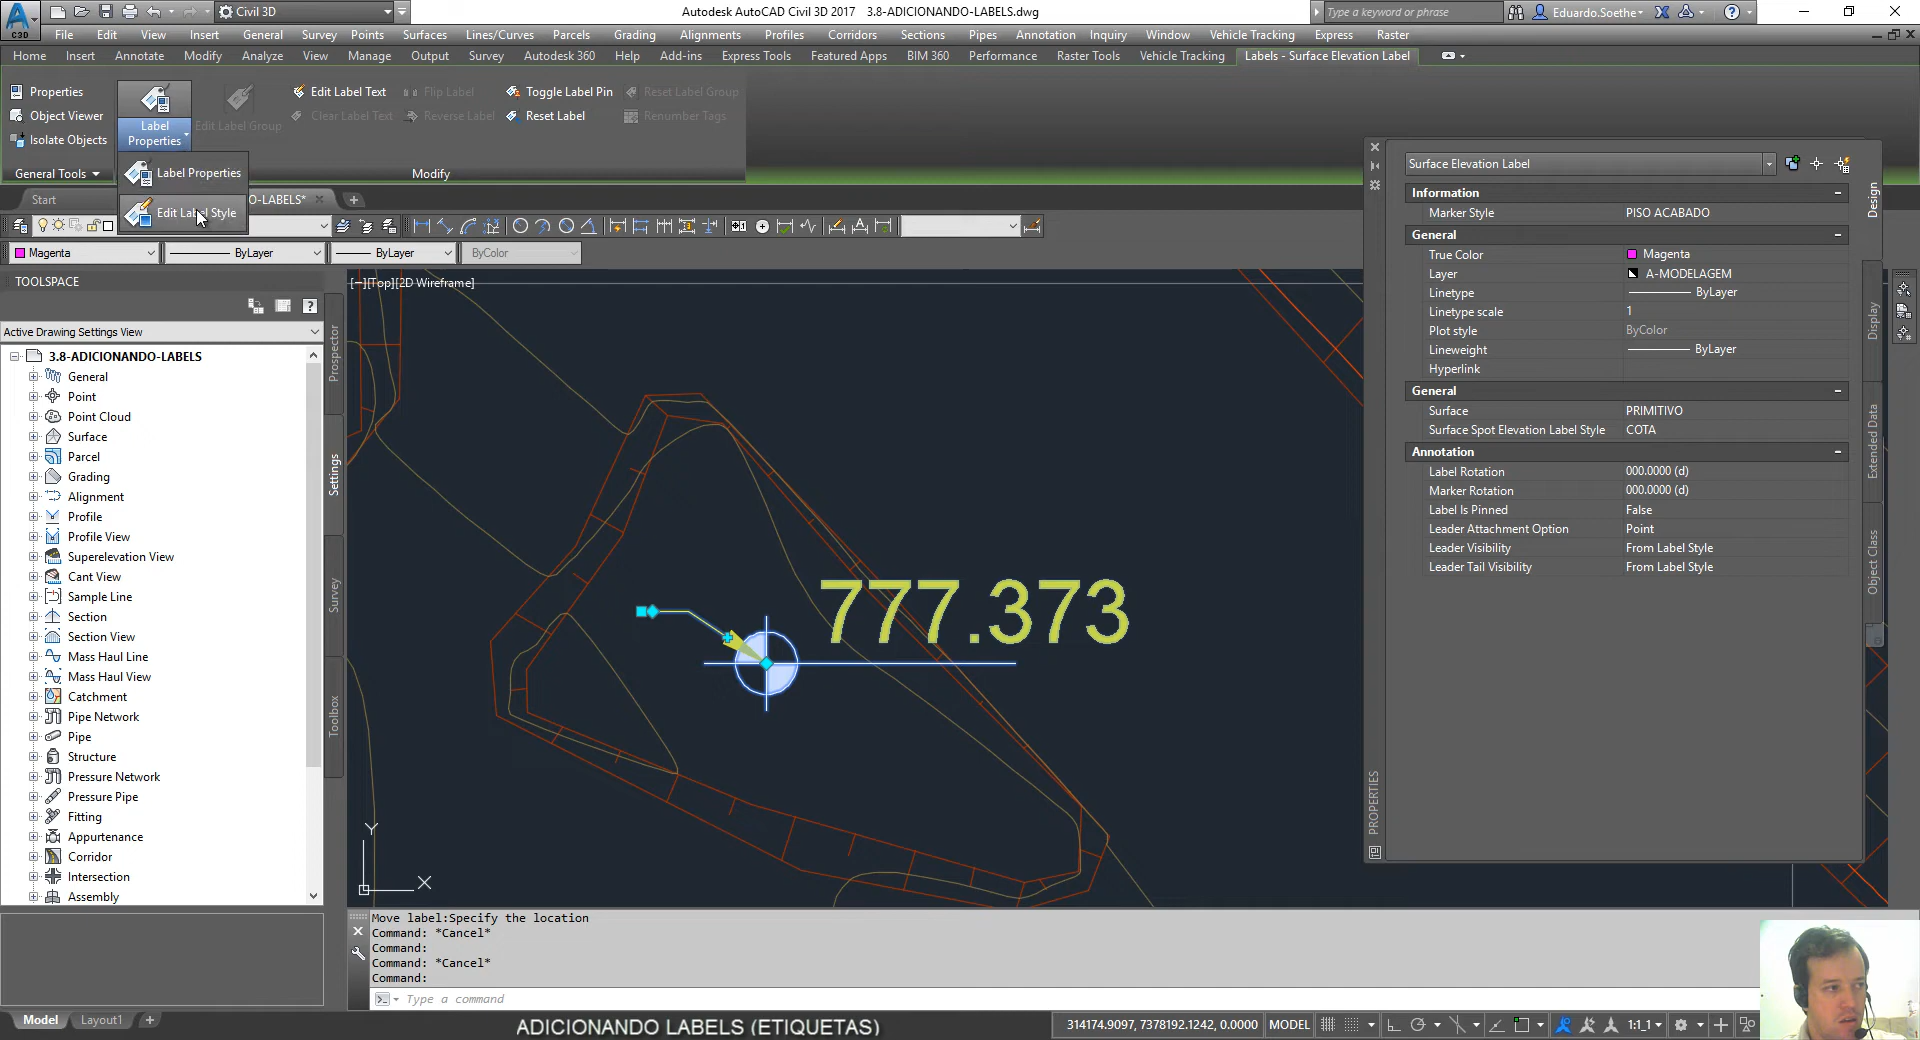 Civil 3D
Autodesk AutoCAD Civil 3D 2017 3.8-ADICIONANDO-LABELS.dwg
Type a keyword or phrase
Eduardo.Soethe
C3D
File Edit View Insert General Survey Points Surfaces Lines/Curves Parcels Grading Alignments Profiles Corridors Sections Pipes Annotation Inquiry Window Vehicle Tracking Express Raster
Home Insert Annotate Modify Analyze View Manage Output Survey Autodesk 360 Help Add-ins Express Tools Featured Apps BIM 360 Performance Raster Tools Vehicle Tracking Labels - Surface Elevation Label
Properties
Object Viewer
Isolate Objects
General Tools
Label
Properties
Edit Label Group
Edit Label Text
Clear Label Text
Flip Label
Reverse Label
Toggle Label Pin
Reset Label
Reset Label Group
Renumber Tags
Modify
Label Properties
Edit Label Style
Start
O-LABELS*
Magenta
ByLayer
ByLayer
ByColor
TOOLSPACE
Active Drawing Settings View
3.8-ADICIONANDO-LABELS
General
Point
Point Cloud
Surface
Parcel
Grading
Alignment
Profile
Profile View
Superelevation View
Cant View
Sample Line
Section
Section View
Mass Haul Line
Mass Haul View
Catchment
Pipe Network
Pipe
Structure
Pressure Network
Pressure Pipe
Fitting
Appurtenance
Corridor
Intersection
Assembly
Prospector
Settings
Survey
Toolbox
[−][Top][2D Wireframe]
777.373
Y
X
Surface Elevation Label
Information
Marker Style PISO ACABADO
General
True Color Magenta
Layer A-MODELAGEM
Linetype ByLayer
Linetype scale 1
Plot style ByColor
Lineweight ByLayer
Hyperlink
General
Surface PRIMITIVO
Surface Spot Elevation Label Style COTA
Annotation
Label Rotation 000.0000 (d)
Marker Rotation 000.0000 (d)
Label Is Pinned False
Leader Attachment Option Point
Leader Visibility From Label Style
Leader Tail Visibility From Label Style
PROPERTIES
Design
Display
Extended Data
Object Class
Move label:Specify the location
Command: *Cancel*
Command:
Command: *Cancel*
Command:
Type a command
Model Layout1
ADICIONANDO LABELS (ETIQUETAS)
314174.9097, 7378192.1242, 0.0000 MODEL
1:1_1